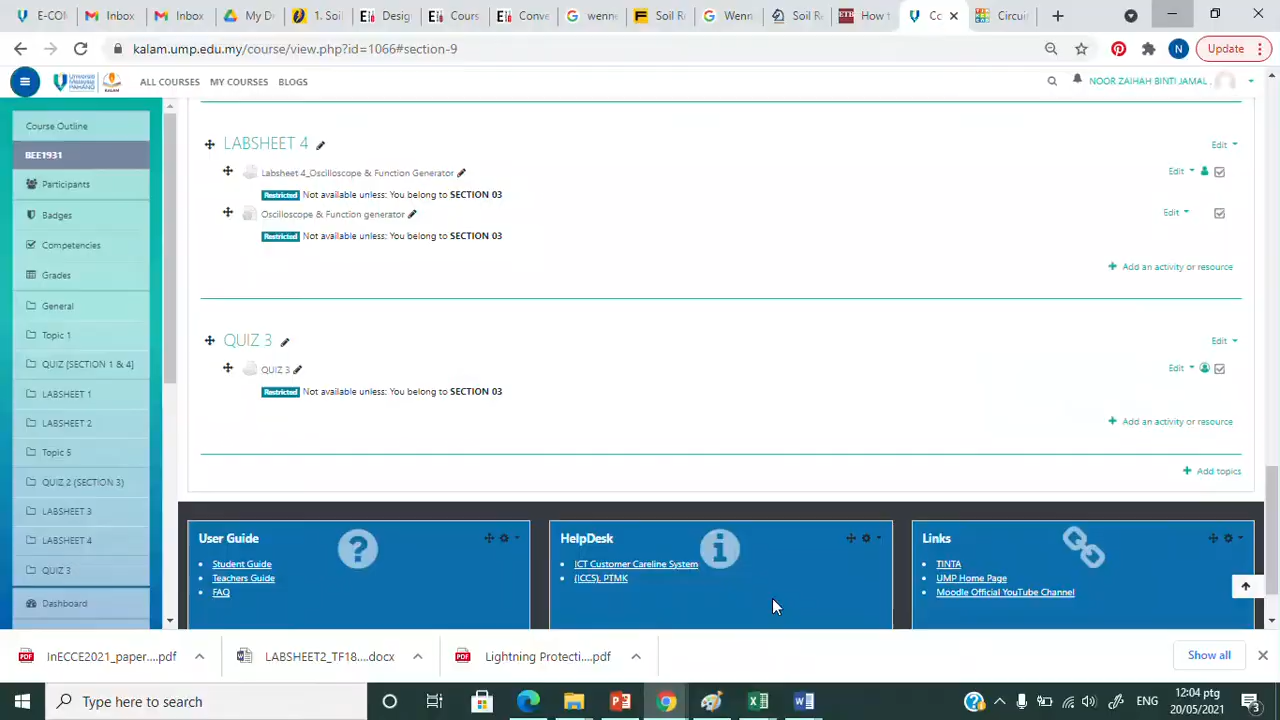 E-CO
Inbox
Inbox
My
1. Soil
Desig
Cours
Conve
wenne
Soil R
Wenn
Soil Re
How t
Co
Circui
kalam.ump.edu.my/course/view.php?id=1066#section-9
Update
ALL COURSES
MY COURSES
BLOGS
NOOR ZAIHAH BINTI JAMAL .
Course Outline
BEE1931
Participants
Badges
Competencies
Grades
General
Topic 1
QUIZ (SECTION 1 & 4)
LABSHEET 1
LABSHEET 2
Topic 5
QUIZ 2 (SECTION 3)
LABSHEET 3
LABSHEET 4
QUIZ 3
Dashboard
LABSHEET 4
Edit
Labsheet 4_Oscilloscope & Function Generator
Edit
Restricted Not available unless: You belong to SECTION 03
Oscilloscope & Function generator
Edit
Restricted Not available unless: You belong to SECTION 03
Add an activity or resource
QUIZ 3
Edit
QUIZ 3
Edit
Restricted Not available unless: You belong to SECTION 03
Add an activity or resource
Add topics
User Guide
Student Guide
Teachers Guide
FAQ
HelpDesk
ICT Customer Careline System
(ICCS), PTMK
Links
TINTA
UMP Home Page
Moodle Official YouTube Channel
InECCE2021_paper....pdf
LABSHEET2_TF18....docx
Lightning Protecti....pdf
Show all
Type here to search
ENG
12:04 ptg
20/05/2021
3